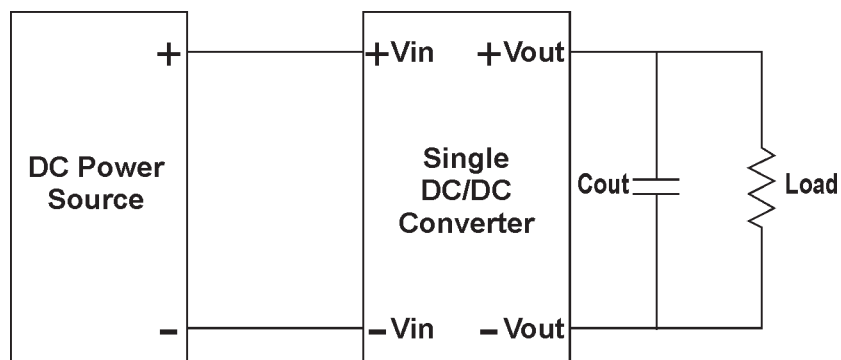 + +Vin +Vout
DC Power
Source
Single
DC/DC
Converter
Cout Load
- -Vin -Vout